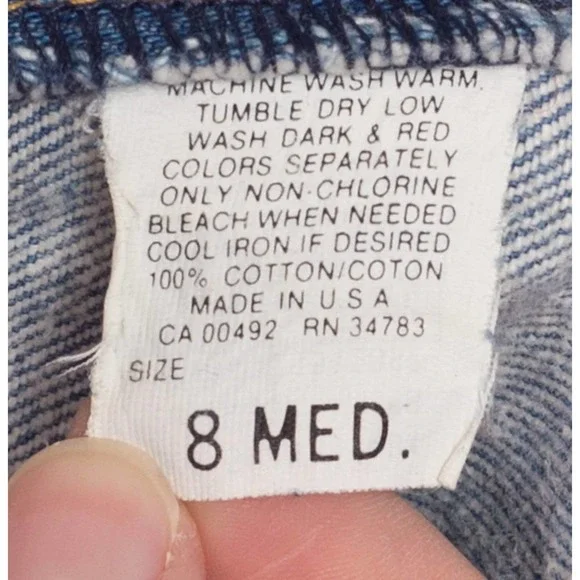 MACHINE WASH WARM.
TUMBLE DRY LOW
WASH DARK & RED
COLORS SEPARATELY
ONLY NON-CHLORINE
BLEACH WHEN NEEDED
COOL IRON IF DESIRED
100% COTTON/COTON
MADE IN U S A
CA 00492 RN 34783
SIZE
8 MED.